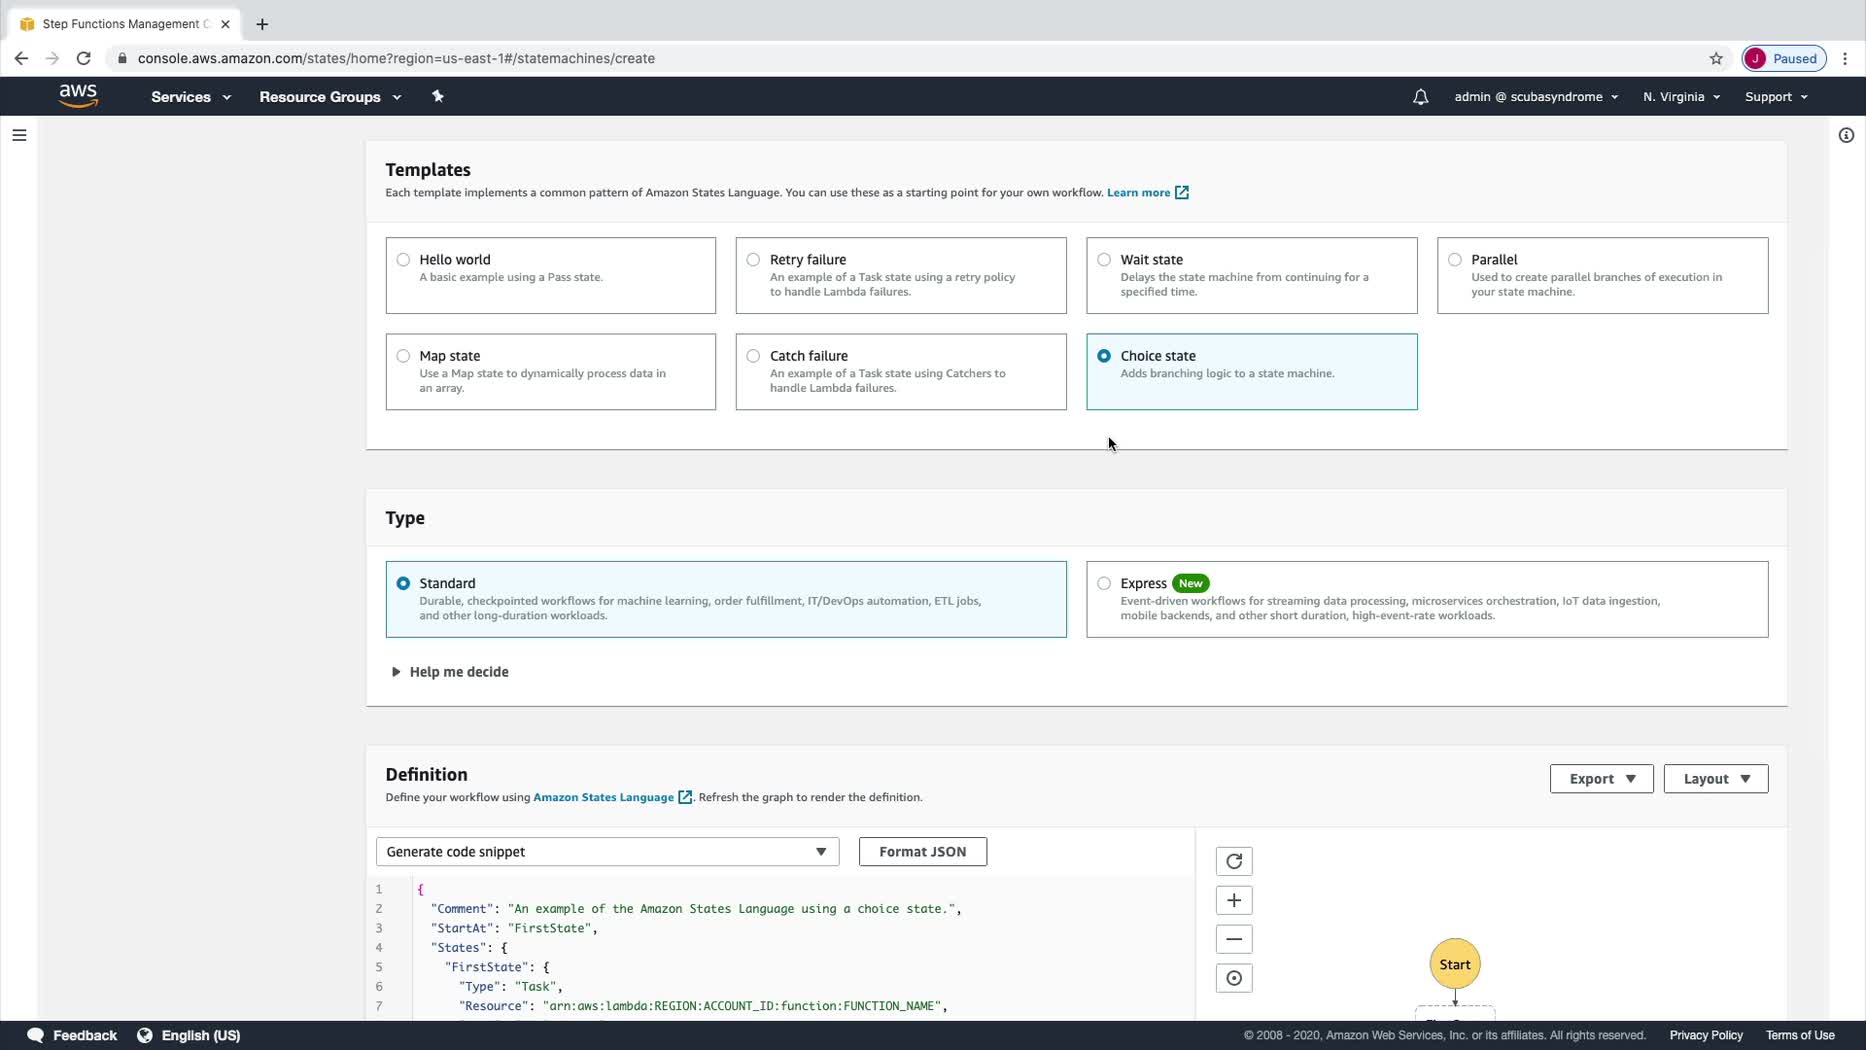 Step Functions Management C
console.aws.amazon.com/states/home?region=us-east-1#/statemachines/create
J Paused
aws Services Resource Groups admin @ scubasyndrome N. Virginia Support
Templates
Each template implements a common pattern of Amazon States Language. You can use these as a starting point for your own workflow. Learn more
Hello world
A basic example using a Pass state.
Retry failure
An example of a Task state using a retry policy
to handle Lambda failures.
Wait state
Delays the state machine from continuing for a
specified time.
Parallel
Used to create parallel branches of execution in
your state machine.
Map state
Use a Map state to dynamically process data in
an array.
Catch failure
An example of a Task state using Catchers to
handle Lambda failures.
Choice state
Adds branching logic to a state machine.
Type
Standard
Durable, checkpointed workflows for machine learning, order fulfillment, IT/DevOps automation, ETL jobs,
and other long-duration workloads.
Express New
Event-driven workflows for streaming data processing, microservices orchestration, IoT data ingestion,
mobile backends, and other short duration, high-event-rate workloads.
Help me decide
Definition
Define your workflow using Amazon States Language. Refresh the graph to render the definition.
Export Layout
Generate code snippet Format JSON
1 {
2 "Comment": "An example of the Amazon States Language using a choice state.",
3 "StartAt": "FirstState",
4 "States": {
5 "FirstState": {
6 "Type": "Task",
7 "Resource": "arn:aws:lambda:REGION:ACCOUNT_ID:function:FUNCTION_NAME",
Start
Feedback English (US) © 2008 - 2020, Amazon Web Services, Inc. or its affiliates. All rights reserved. Privacy Policy Terms of Use